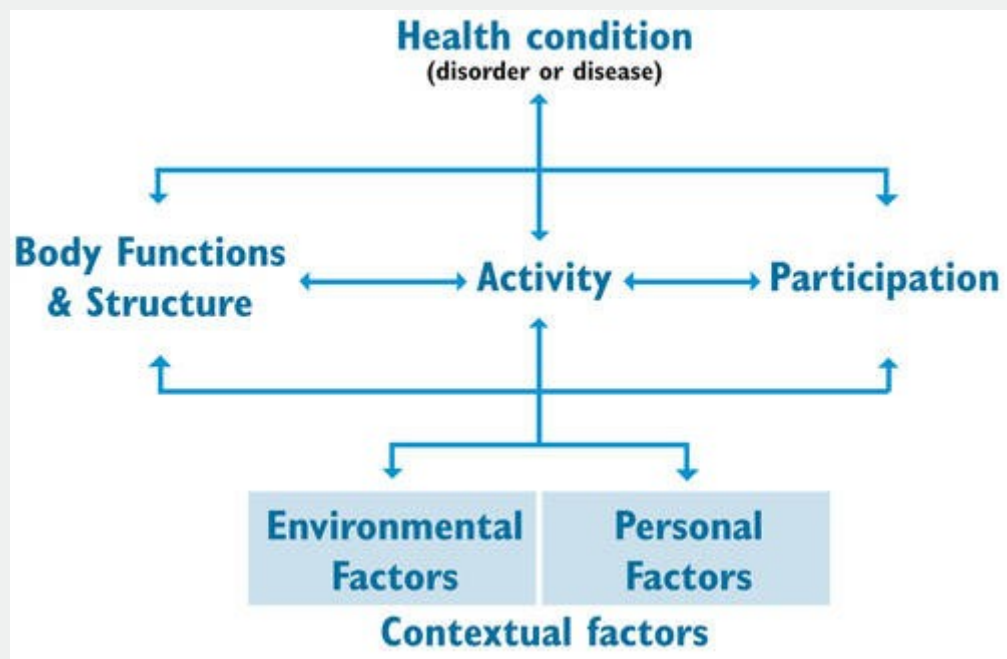 Health condition
(disorder or disease)
Body Functions
& Structure
Activity
Participation
Environmental
Factors
Personal
Factors
Contextual factors